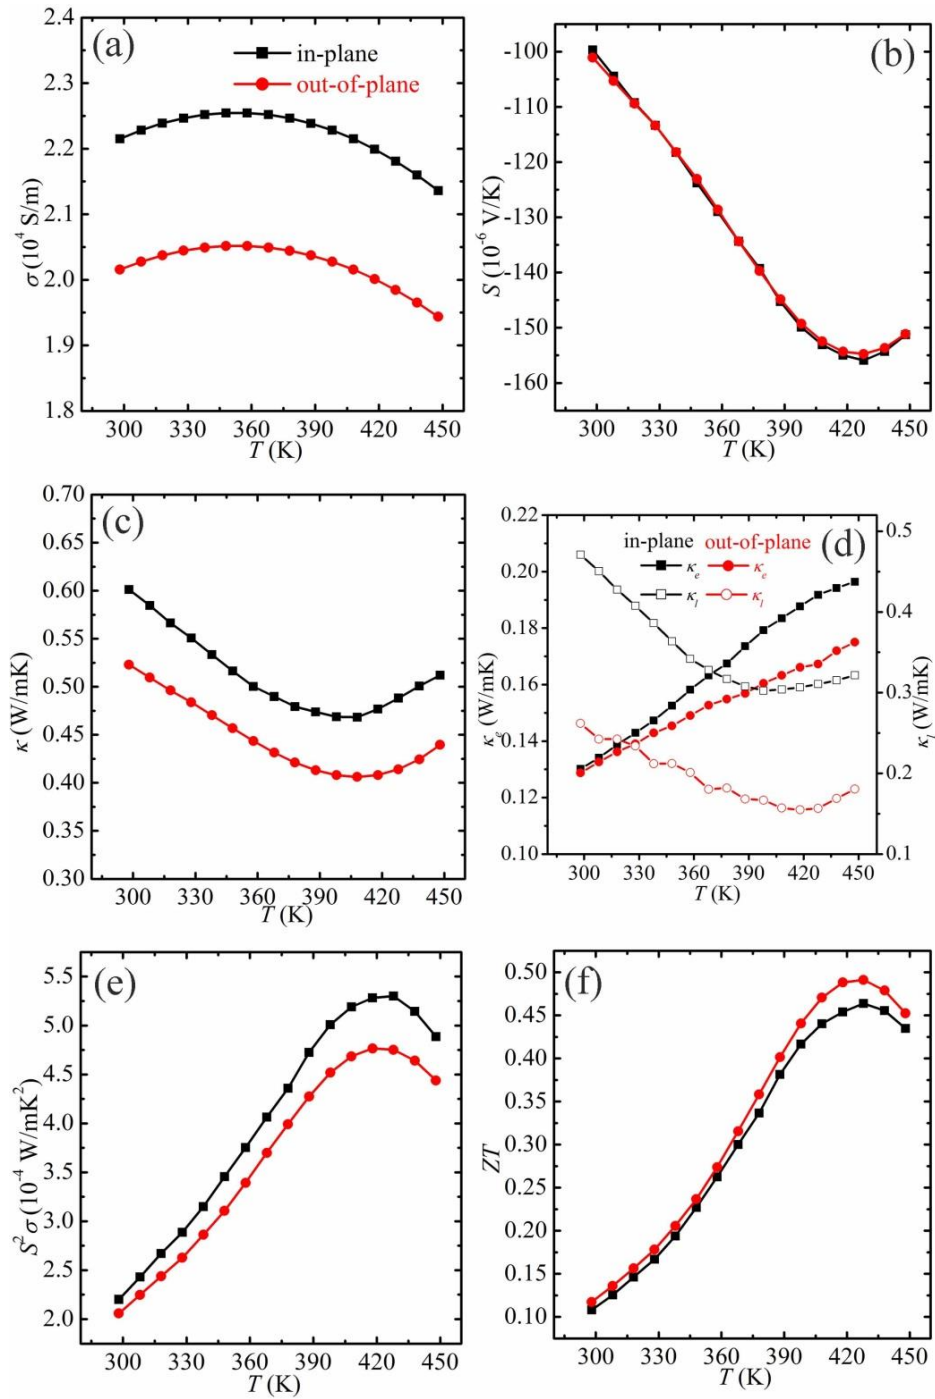 (a)
in-plane
out-of-plane
2.4
2.3
2.2
2.1
2.0
1.9
1.8
σ (10⁴ S/m)
300 330 360 390 420 450
T (K)
(b)
-100
-110
-120
-130
-140
-150
-160
S (10⁻⁶ V/K)
300 330 360 390 420 450
T (K)
(c)
0.70
0.65
0.60
0.55
0.50
0.45
0.40
0.35
0.30
κ (W/mK)
300 330 360 390 420 450
T (K)
(d)
in-plane out-of-plane
κₑ κₑ
κₗ κₗ
0.22
0.20
0.18
0.16
0.14
0.12
0.10
κₑ (W/mK)
0.5
0.4
0.3
0.2
0.1
κₗ (W/mK)
300 330 360 390 420 450
T (K)
(e)
5.5
5.0
4.5
4.0
3.5
3.0
2.5
2.0
S² σ (10⁻⁴ W/mK²)
300 330 360 390 420 450
T (K)
(f)
0.50
0.45
0.40
0.35
0.30
0.25
0.20
0.15
0.10
ZT
300 330 360 390 420 450
T (K)